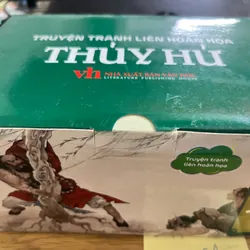 TRUYỆN TRANH LIÊN HOÀN HỌA
THỦY HỬ
vh NHÀ XUẤT BẢN VĂN HỌC
LITERATURE PUBLISHING HOUSE
Truyện tranh
liên hoàn họa